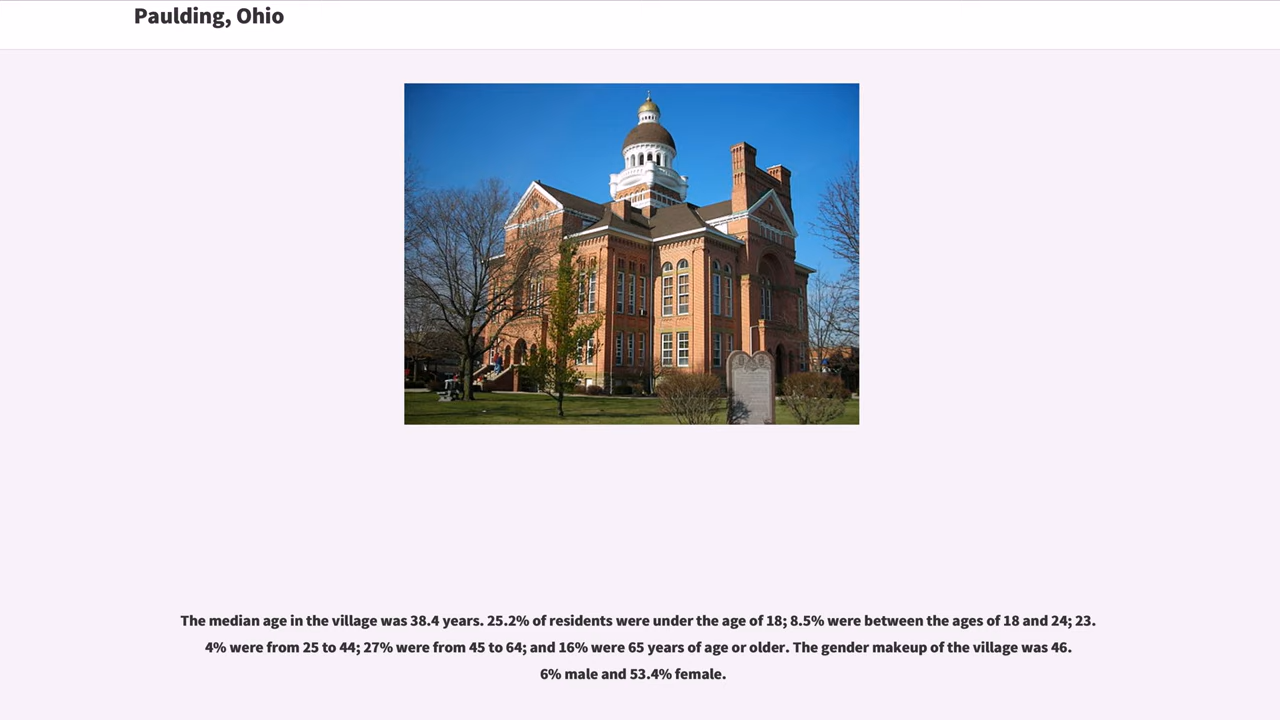 Paulding, Ohio
The median age in the village was 38.4 years. 25.2% of residents were under the age of 18; 8.5% were between the ages of 18 and 24; 23.
4% were from 25 to 44; 27% were from 45 to 64; and 16% were 65 years of age or older. The gender makeup of the village was 46.
6% male and 53.4% female.